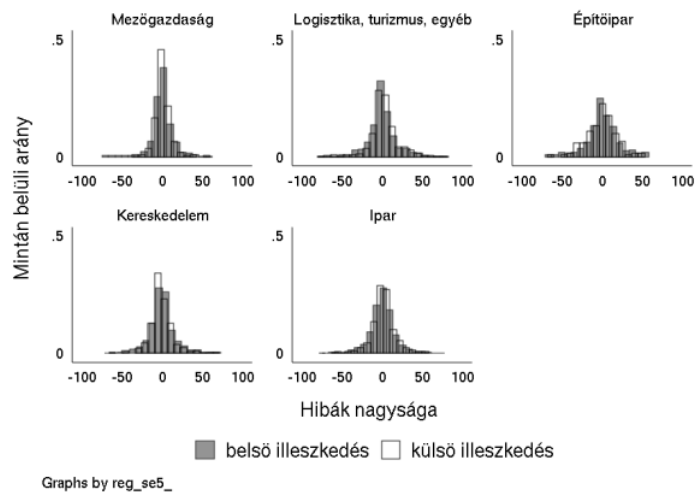 Mezögazdaság
Logisztika, turizmus, egyéb
Építöipar
.5
.5
.5
0
0
0
-100 -50 0 50 100
-100 -50 0 50 100
-100 -50 0 50 100
Mintán belüli arány
Kereskedelem
Ipar
.5
.5
0
0
-100 -50 0 50 100
-100 -50 0 50 100
Hibák nagysága
belsö illeszkedés
külsö illeszkedés
Graphs by reg_se5_